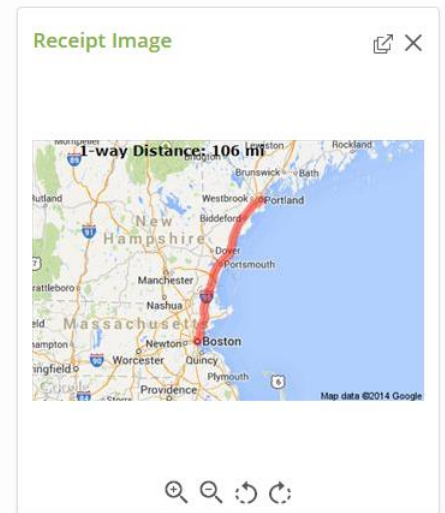 Receipt Image
1-way Distance: 106 mi
Lewiston
Rockland
Brunswick
Bath
Westbrook
Portland
Rutland
New
Hampshire
Biddeford
Dover
Portsmouth
Manchester
Nashua
Massachusetts
Newton
Boston
Worcester
Quincy
Plymouth
Providence
6
Map data ©2014 Google